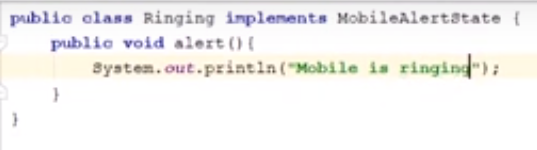 public class Ringing implements MobileAlertState {
public void alert(){
System.out.println("Mobile is ringing");
}
}